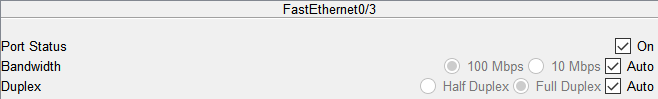 FastEthernet0/3
Port Status On
Bandwidth 100 Mbps 10 Mbps Auto
Duplex Half Duplex Full Duplex Auto